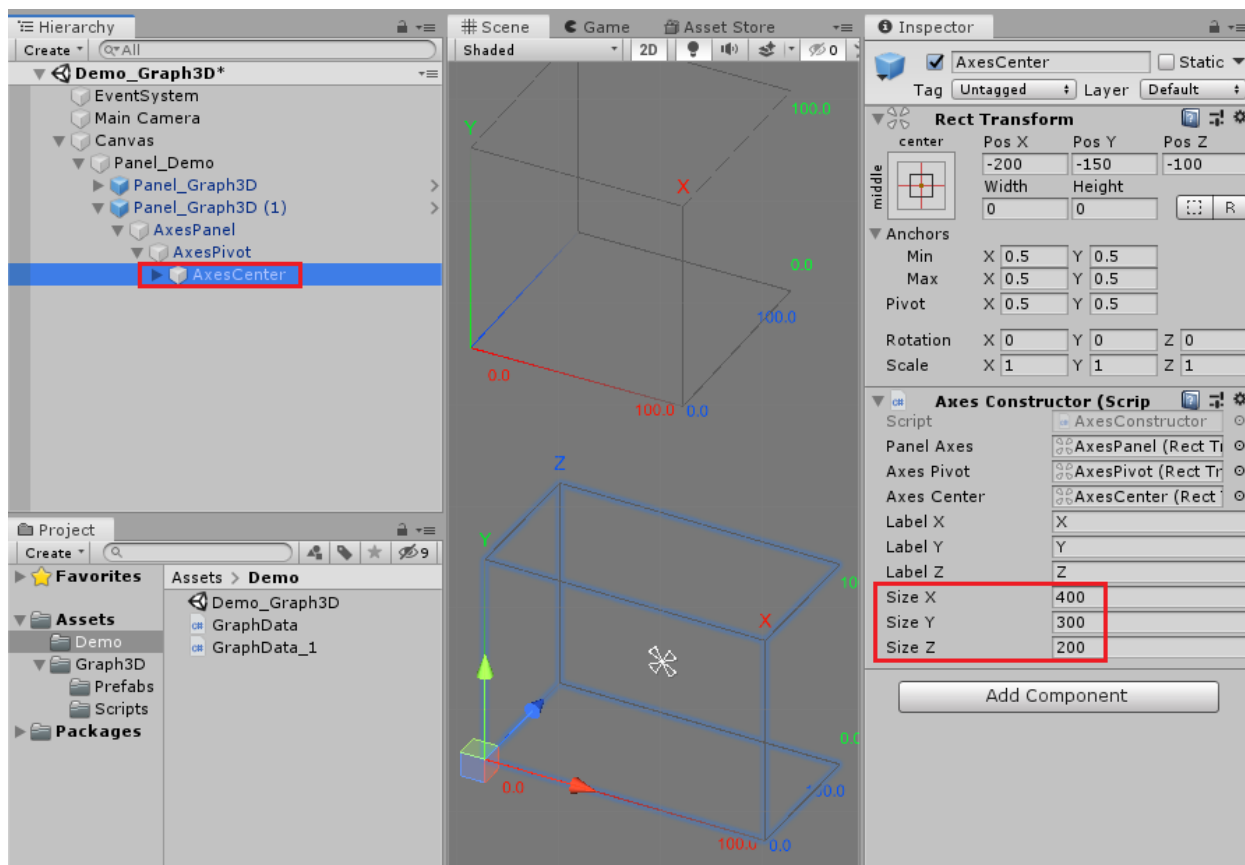 Hierarchy
Create All
Demo_Graph3D*
EventSystem
Main Camera
Canvas
Panel_Demo
Panel_Graph3D
Panel_Graph3D (1)
AxesPanel
AxesPivot
AxesCenter
Project
Create 9
Favorites
Assets
Demo
Graph3D
Prefabs
Scripts
Packages
Assets > Demo
Demo_Graph3D
GraphData
GraphData_1
Scene Game Asset Store
Shaded 2D 0
100.0
Y
X
0.0
100.0
0.0
100.0 0.0
Z
Y
10
X
0.0
100.0
0.0
100.0 0.0
Inspector
AxesCenter Static
Tag Untagged Layer Default
Rect Transform
center Pos X Pos Y Pos Z
middle -200 -150 -100
Width Height
0 0 R
Anchors
Min X 0.5 Y 0.5
Max X 0.5 Y 0.5
Pivot X 0.5 Y 0.5
Rotation X 0 Y 0 Z 0
Scale X 1 Y 1 Z 1
c# Axes Constructor (Scrip
Script AxesConstructor
Panel Axes AxesPanel (Rect Tr
Axes Pivot AxesPivot (Rect Tr
Axes Center AxesCenter (Rect T
Label X X
Label Y Y
Label Z Z
Size X 400
Size Y 300
Size Z 200
Add Component